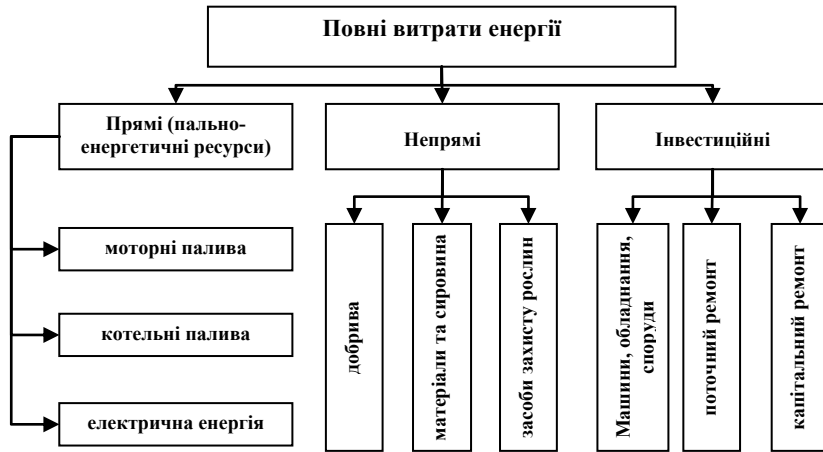 Повні витрати енергії
Прямі (пально-
енергетичні ресурси)
Непрямі
Інвестиційні
моторні палива
котельні палива
електрична енергія
добрива
матеріали та сировина
засоби захисту рослин
Машини, обладнання,
споруди
поточний ремонт
капітальний ремонт